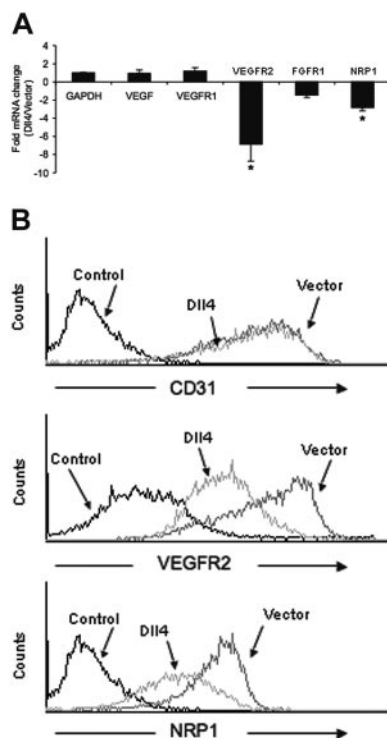 A
Fold mRNA change
(Dll4/Vector)
4
2
0
-2
-4
-6
-8
-10
GAPDH
VEGF
VEGFR1
VEGFR2
FGFR1
NRP1
*
*
B
Counts
Control
Dll4
Vector
CD31
Counts
Control
Dll4
Vector
VEGFR2
Counts
Control
Dll4
Vector
NRP1